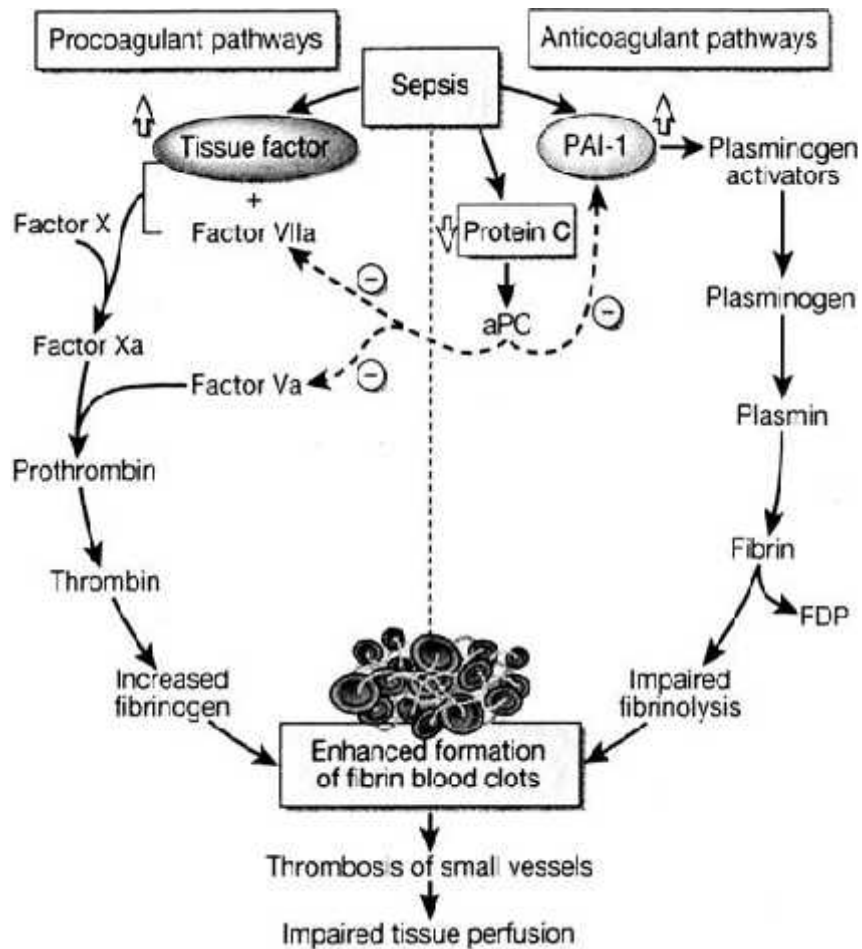 Procoagulant pathways
Anticoagulant pathways
Sepsis
Tissue factor
PAI-1
Plasminogen
activators
+
Factor X
Factor VIIa
Protein C
−
−
aPC
Plasminogen
Factor Xa
Factor Va
−
Plasmin
Prothrombin
Fibrin
Thrombin
FDP
Increased
fibrinogen
Impaired
fibrinolysis
Enhanced formation
of fibrin blood clots
Thrombosis of small vessels
Impaired tissue perfusion